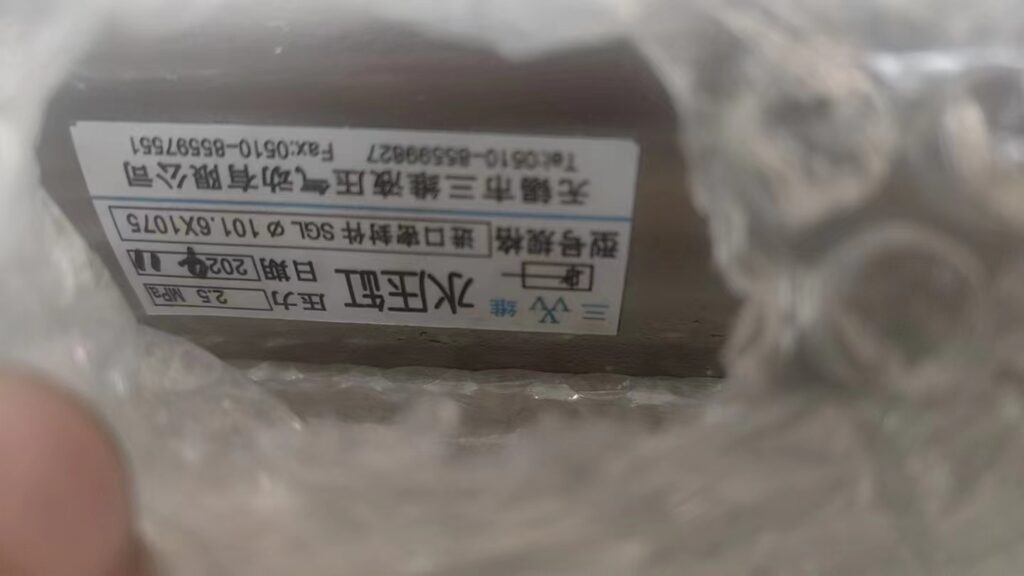 三维 水压缸 压力 2.5 MPa
日期 202
型号规格 进口密封件 SGL Ø 101.6X1075
无锡市三维液压气动有限公司
Tel:0510-85599827 Fax:0510-85597551